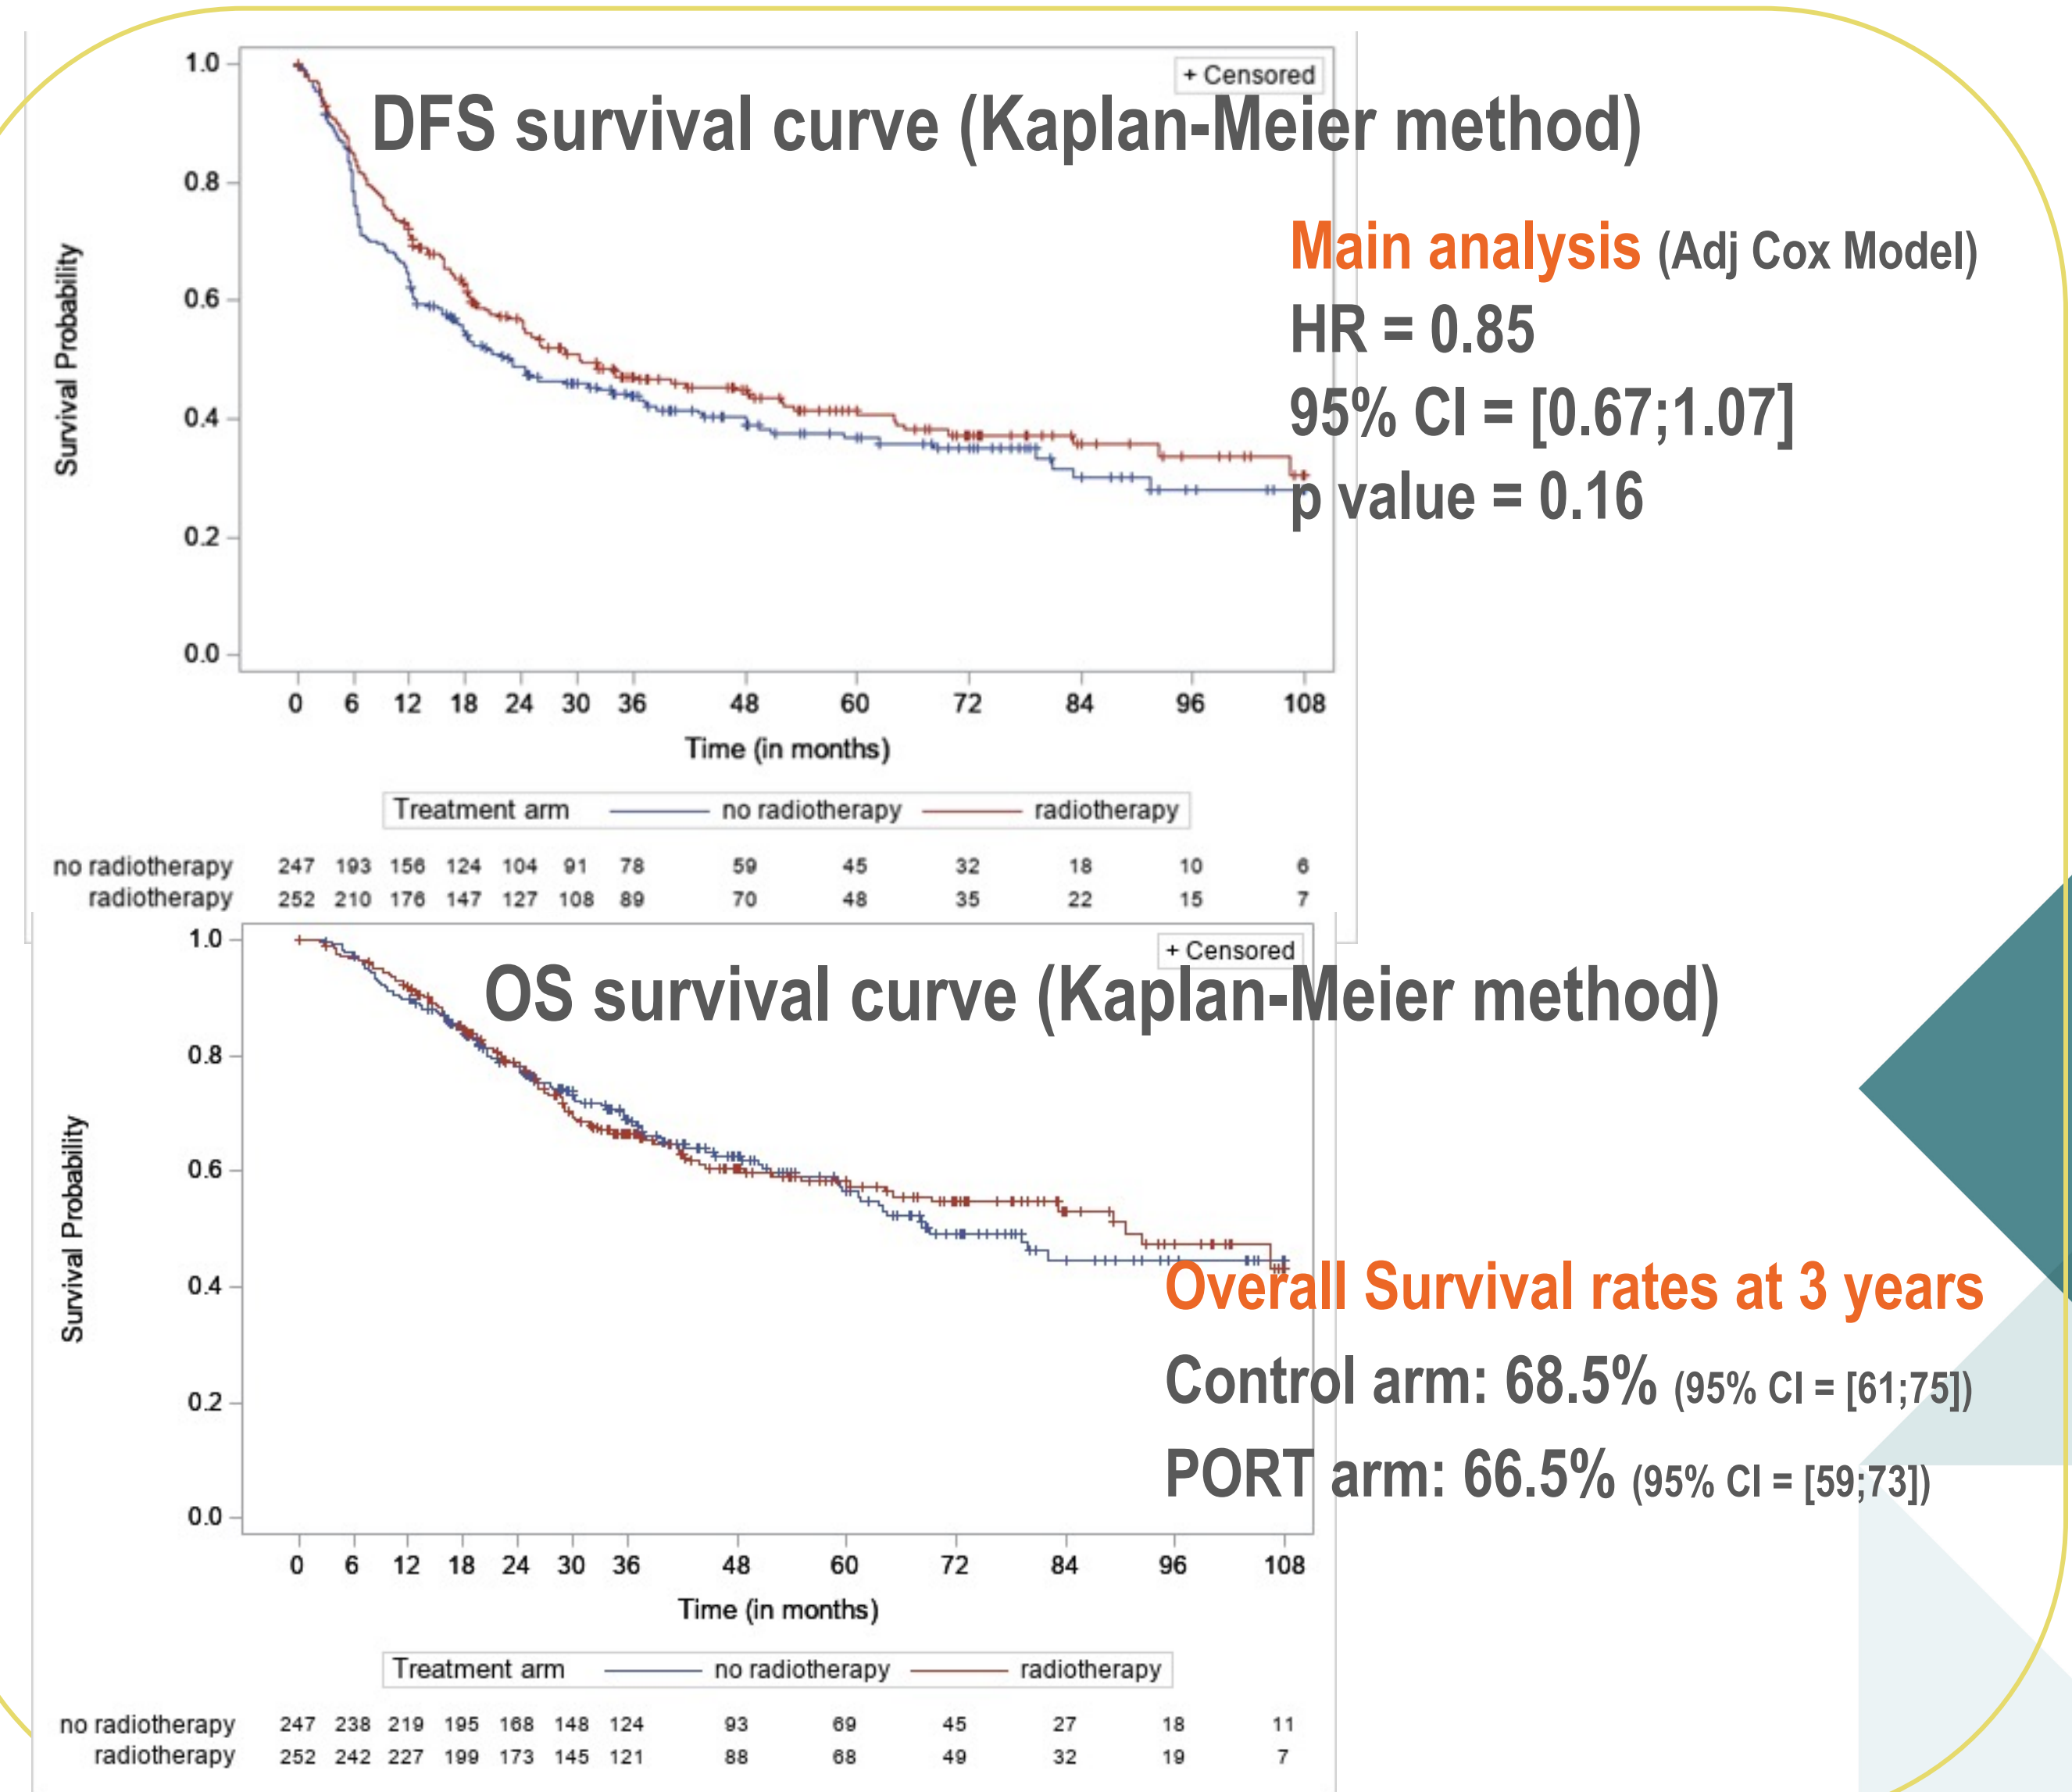 + Censored
DFS survival curve (Kaplan-Meier method)
Main analysis (Adj Cox Model)
HR = 0.85
95% CI = [0.67;1.07]
p value = 0.16
Survival Probability
1.0
0.8
0.6
0.4
0.2
0.0
0 6 12 18 24 30 36 48 60 72 84 96 108
Time (in months)
Treatment arm no radiotherapy radiotherapy
no radiotherapy 247 193 156 124 104 91 78 59 45 32 18 10 6
radiotherapy 252 210 176 147 127 108 89 70 48 35 22 15 7
+ Censored
OS survival curve (Kaplan-Meier method)
Survival Probability
1.0
0.8
0.6
0.4
0.2
0.0
Overall Survival rates at 3 years
Control arm: 68.5% (95% CI = [61;75])
PORT arm: 66.5% (95% CI = [59;73])
0 6 12 18 24 30 36 48 60 72 84 96 108
Time (in months)
Treatment arm no radiotherapy radiotherapy
no radiotherapy 247 238 219 195 168 148 124 93 69 45 27 18 11
radiotherapy 252 242 227 199 173 145 121 88 68 49 32 19 7